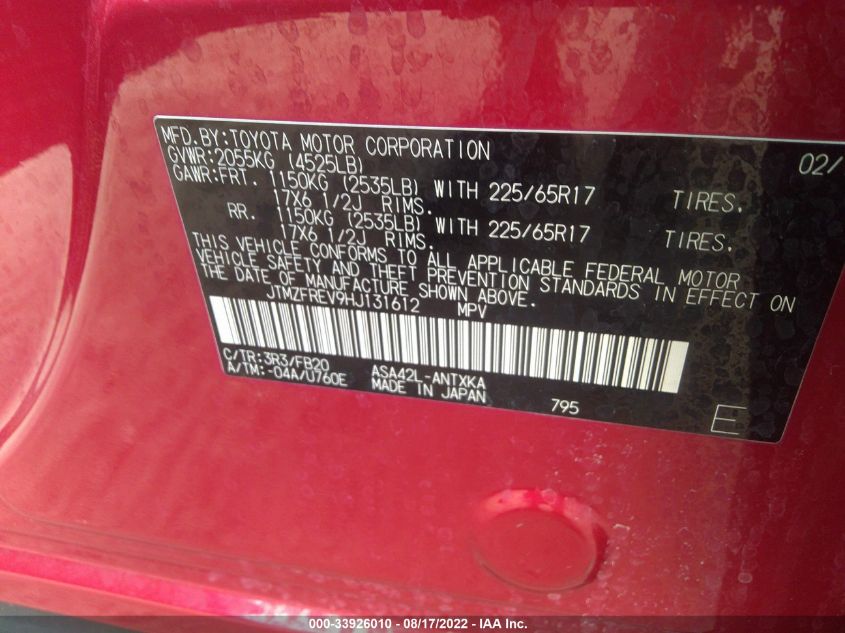 MFD.BY:TOYOTA MOTOR CORPORATION 02/
GVWR:2055KG (4525LB)
GAWR:FRT. 1150KG (2535LB) WITH 225/65R17 TIRES,
17X6 1/2J RIMS.
RR. 1150KG (2535LB) WITH 225/65R17 TIRES,
17X6 1/2J RIMS.
THIS VEHICLE CONFORMS TO ALL APPLICABLE FEDERAL MOTOR
VEHICLE SAFETY AND THEFT PREVENTION STANDARDS IN EFFECT ON
THE DATE OF MANUFACTURE SHOWN ABOVE.
JTMZFREV9HJ131612 MPV
C/TR:3R3/FB20 ASA42L-ANTXKA
A/TM:-04A/U760E MADE IN JAPAN
795 E
000-33926010 - 08/17/2022 - IAA Inc.